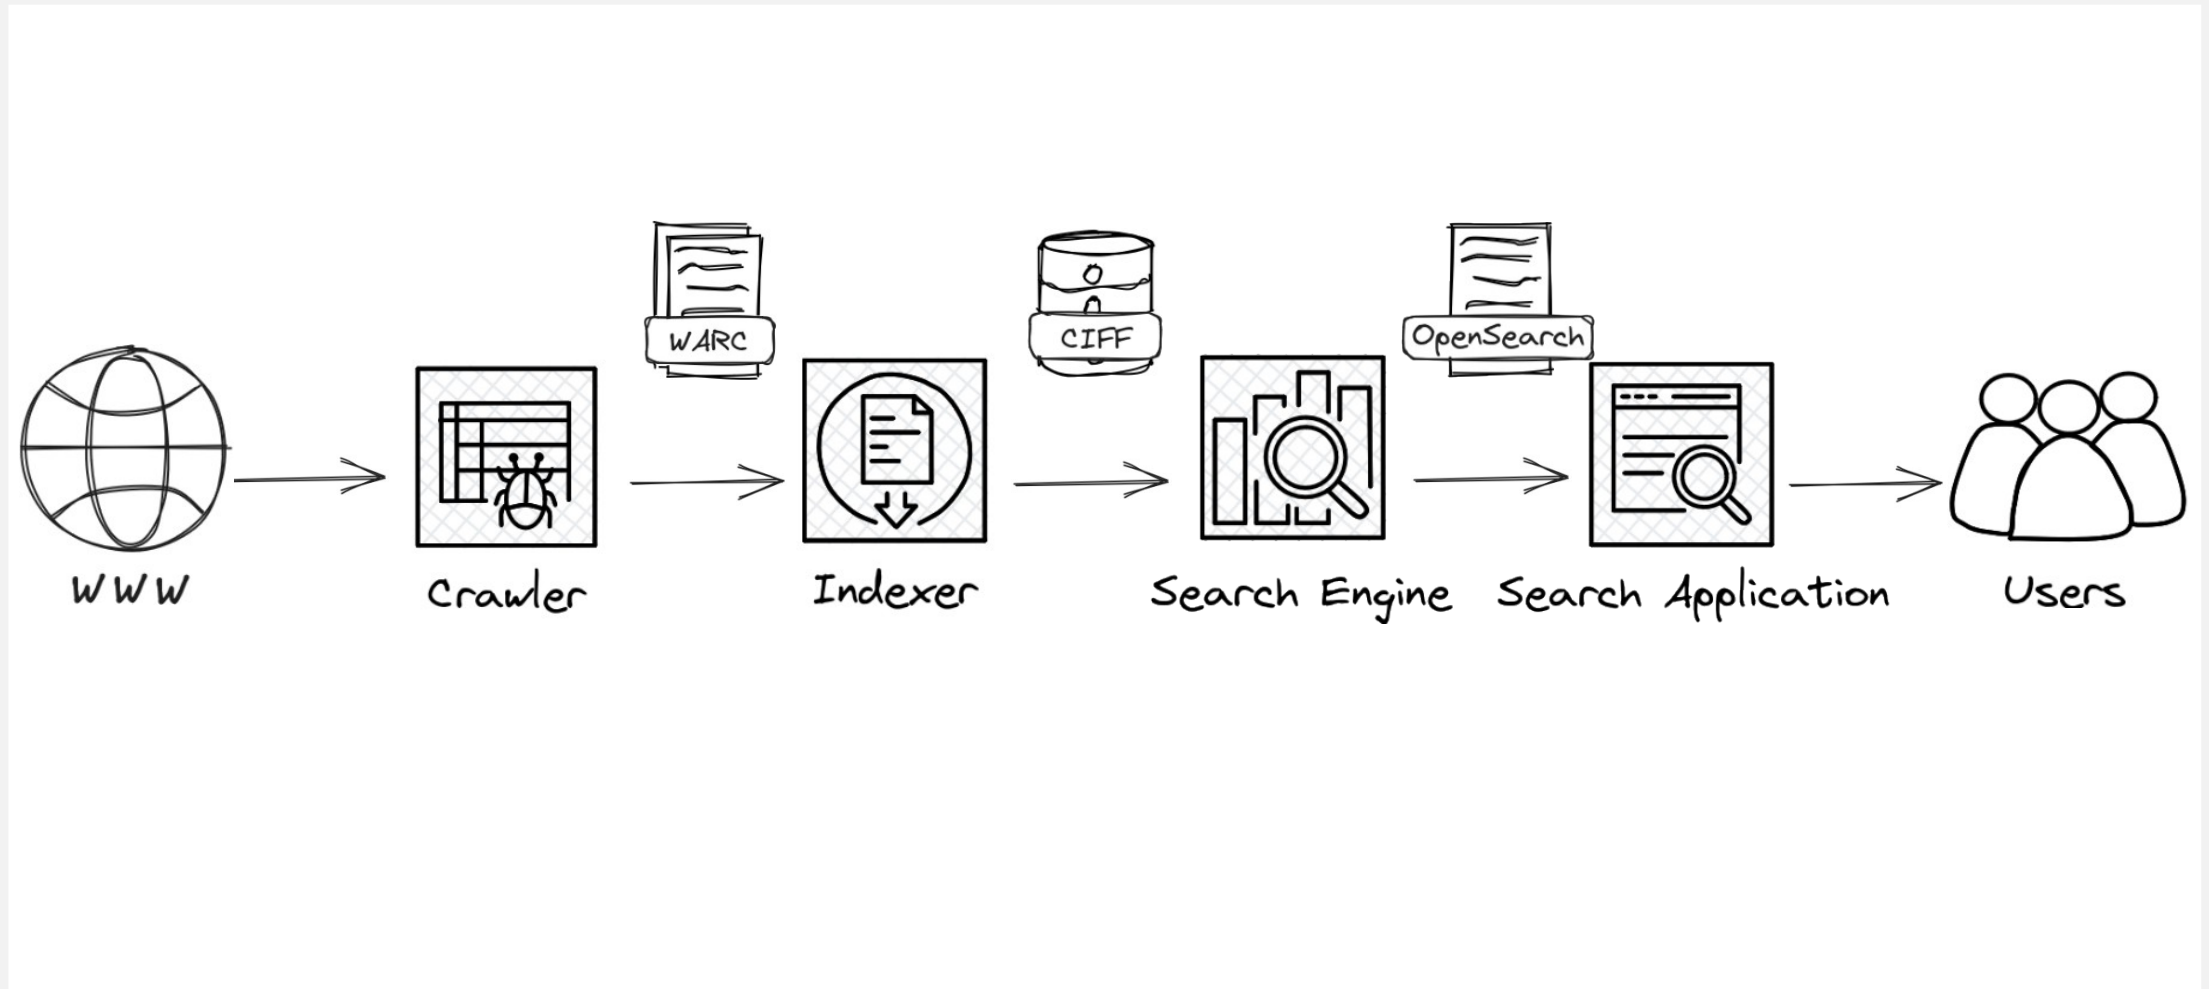 WARC
CIFF
OpenSearch
WWW
Crawler
Indexer
Search Engine
Search Application
Users